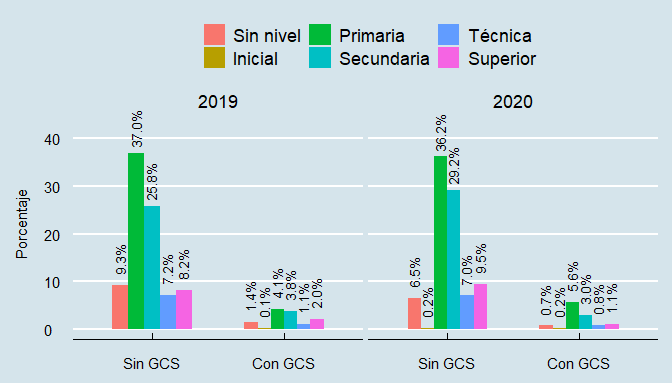 Sin nivel Primaria Técnica
Inicial Secundaria Superior
2019 2020
Porcentaje
40
30
20
10
0
9.3% 37.0% 25.8% 7.2% 8.2%
1.4% 0.1% 4.1% 3.8% 1.1% 2.0%
6.5% 0.2% 36.2% 29.2% 7.0% 9.5%
0.7% 0.2% 5.6% 3.0% 0.8% 1.1%
Sin GCS Con GCS Sin GCS Con GCS